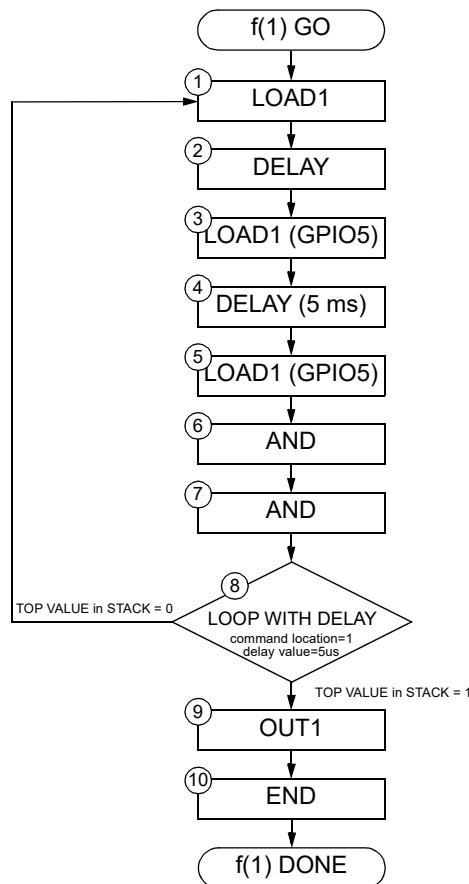 f(1) GO
1
LOAD1
2
DELAY
3
LOAD1 (GPIO5)
4
DELAY (5 ms)
5
LOAD1 (GPIO5)
6
AND
7
AND
8
TOP VALUE in STACK = 0
LOOP WITH DELAY
command location=1
delay value=5us
TOP VALUE in STACK = 1
9
OUT1
10
END
f(1) DONE